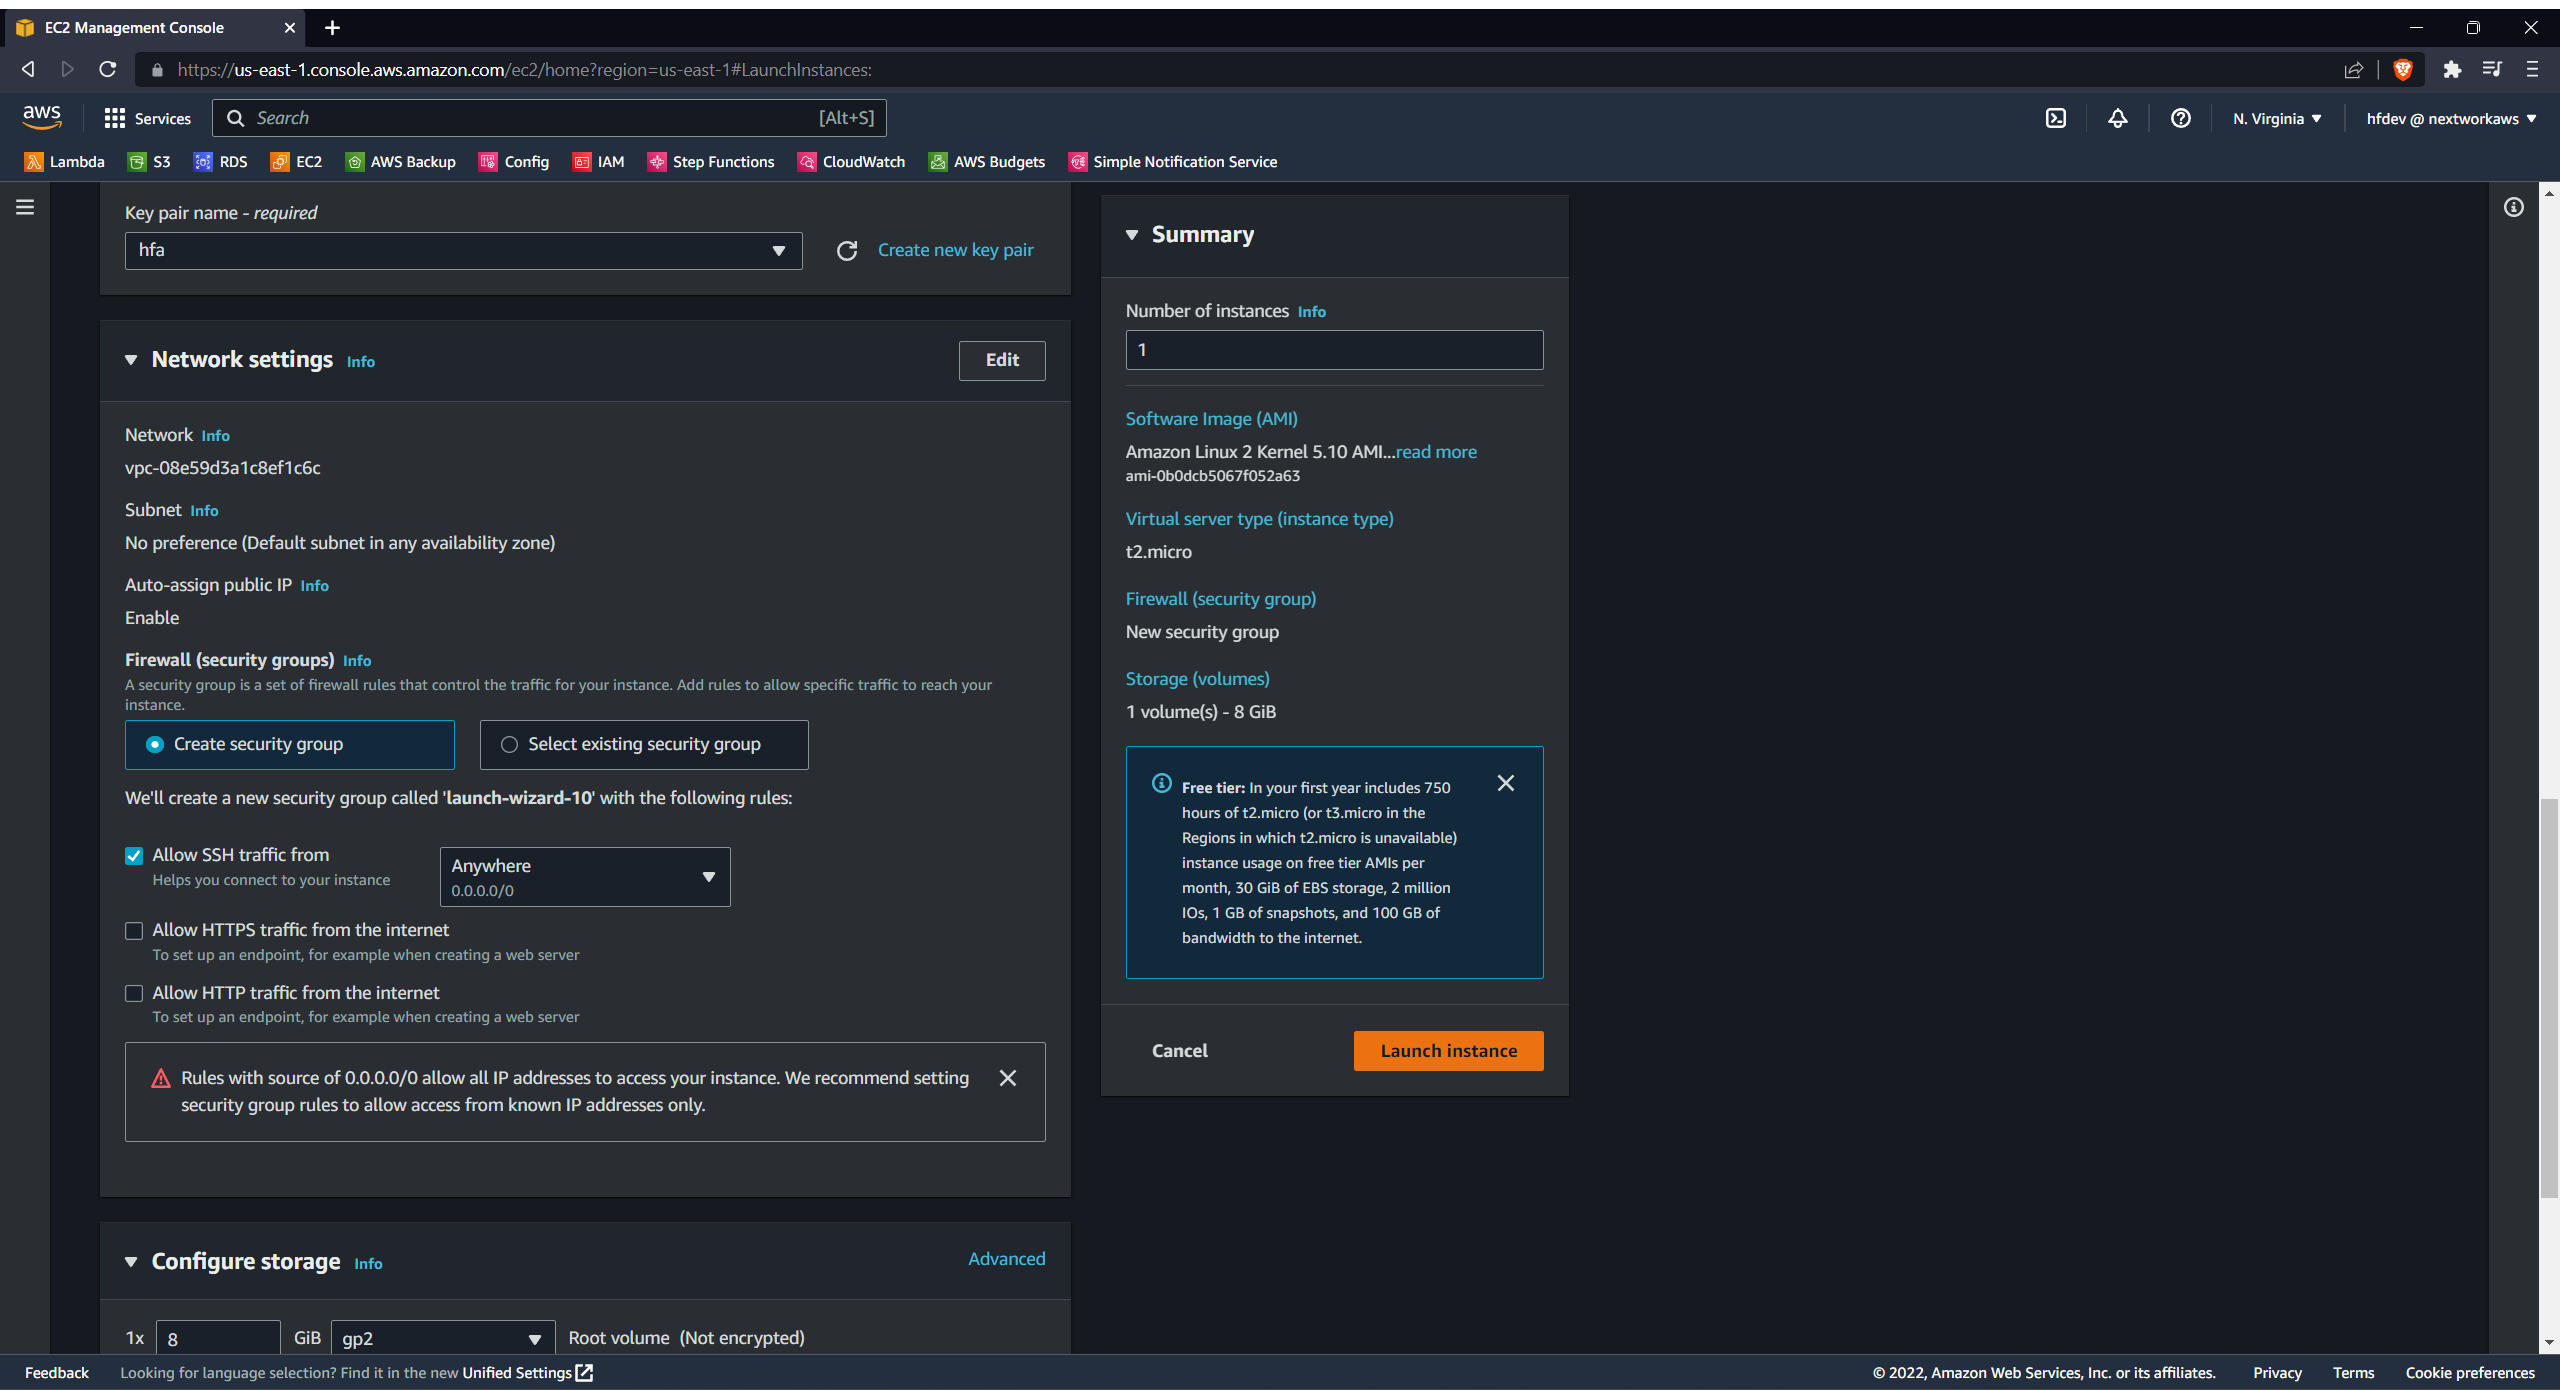 EC2 Management Console
https://us-east-1.console.aws.amazon.com/ec2/home?region=us-east-1#LaunchInstances:
aws
Services
Search
[Alt+S]
N. Virginia
hfdev @ nextworkaws
Lambda
S3
RDS
EC2
AWS Backup
Config
IAM
Step Functions
CloudWatch
AWS Budgets
Simple Notification Service
Key pair name - required
hfa
Create new key pair
Network settings Info
Edit
Network Info
vpc-08e59d3a1c8ef1c6c
Subnet Info
No preference (Default subnet in any availability zone)
Auto-assign public IP Info
Enable
Firewall (security groups) Info
A security group is a set of firewall rules that control the traffic for your instance. Add rules to allow specific traffic to reach your
instance.
Create security group
Select existing security group
We'll create a new security group called 'launch-wizard-10' with the following rules:
Allow SSH traffic from
Helps you connect to your instance
Anywhere
0.0.0.0/0
Allow HTTPS traffic from the internet
To set up an endpoint, for example when creating a web server
Allow HTTP traffic from the internet
To set up an endpoint, for example when creating a web server
Rules with source of 0.0.0.0/0 allow all IP addresses to access your instance. We recommend setting
security group rules to allow access from known IP addresses only.
Configure storage Info
Advanced
1x
8
GiB
gp2
Root volume (Not encrypted)
Summary
Number of instances Info
1
Software Image (AMI)
Amazon Linux 2 Kernel 5.10 AMI...read more
ami-0b0dcb5067f052a63
Virtual server type (instance type)
t2.micro
Firewall (security group)
New security group
Storage (volumes)
1 volume(s) - 8 GiB
Free tier: In your first year includes 750
hours of t2.micro (or t3.micro in the
Regions in which t2.micro is unavailable)
instance usage on free tier AMIs per
month, 30 GiB of EBS storage, 2 million
IOs, 1 GB of snapshots, and 100 GB of
bandwidth to the internet.
Cancel
Launch instance
Feedback
Looking for language selection? Find it in the new Unified Settings
© 2022, Amazon Web Services, Inc. or its affiliates.
Privacy
Terms
Cookie preferences